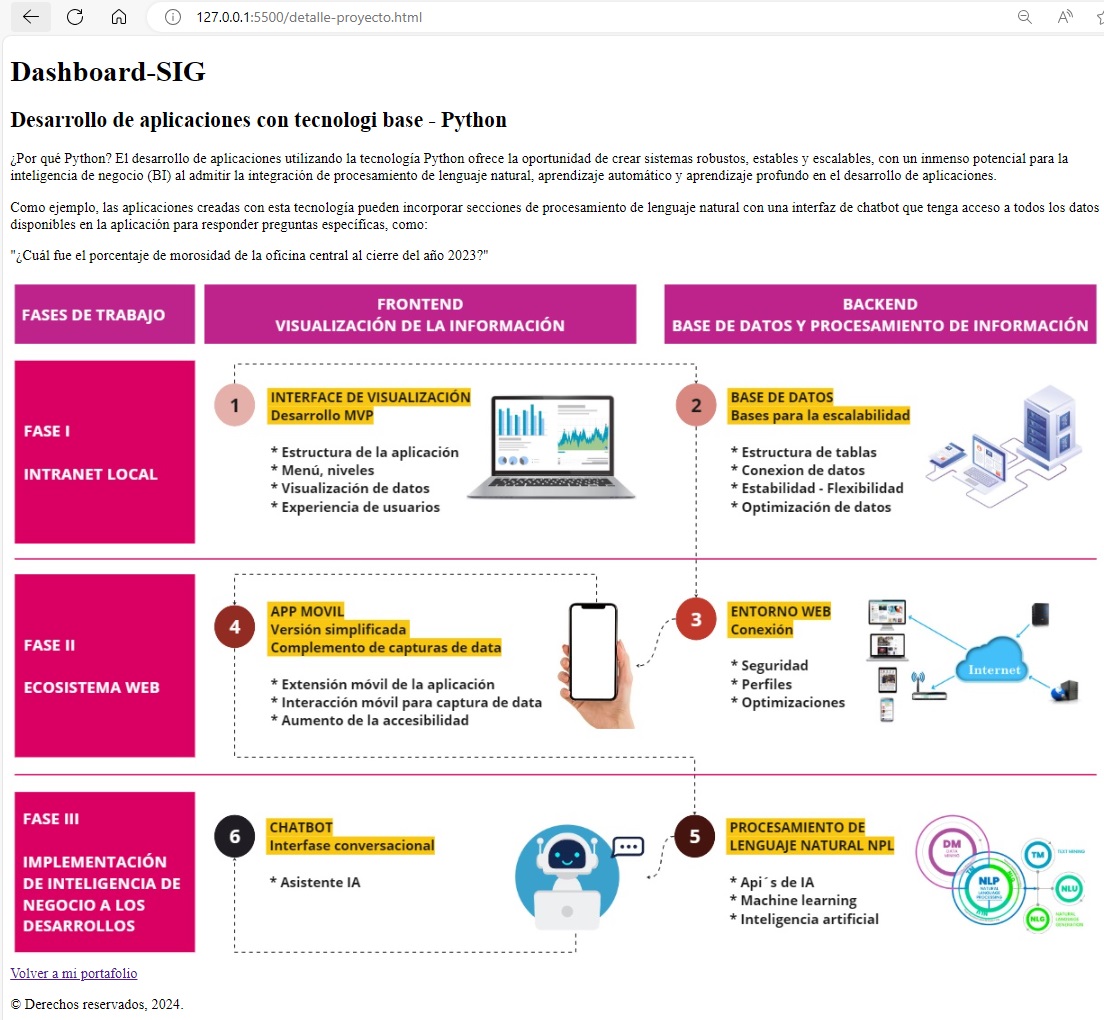 127.0.0.1:5500/detalle-proyecto.html
Dashboard-SIG
Desarrollo de aplicaciones con tecnologi base - Python
¿Por qué Python? El desarrollo de aplicaciones utilizando la tecnología Python ofrece la oportunidad de crear sistemas robustos, estables y escalables, con un inmenso potencial para la
inteligencia de negocio (BI) al admitir la integración de procesamiento de lenguaje natural, aprendizaje automático y aprendizaje profundo en el desarrollo de aplicaciones.
Como ejemplo, las aplicaciones creadas con esta tecnología pueden incorporar secciones de procesamiento de lenguaje natural con una interfaz de chatbot que tenga acceso a todos los datos
disponibles en la aplicación para responder preguntas específicas, como:
"¿Cuál fue el porcentaje de morosidad de la oficina central al cierre del año 2023?"
FASES DE TRABAJO
FRONTEND
VISUALIZACIÓN DE LA INFORMACIÓN
BACKEND
BASE DE DATOS Y PROCESAMIENTO DE INFORMACIÓN
FASE I
INTRANET LOCAL
1
INTERFACE DE VISUALIZACIÓN
Desarrollo MVP
* Estructura de la aplicación
* Menú, niveles
* Visualización de datos
* Experiencia de usuarios
2
BASE DE DATOS
Bases para la escalabilidad
* Estructura de tablas
* Conexion de datos
* Estabilidad - Flexibilidad
* Optimización de datos
FASE II
ECOSISTEMA WEB
4
APP MOVIL
Versión simplificada
Complemento de capturas de data
* Extensión móvil de la aplicación
* Interacción móvil para captura de data
* Aumento de la accesibilidad
3
ENTORNO WEB
Conexión
* Seguridad
* Perfiles
* Optimizaciones
Internet
FASE III
IMPLEMENTACIÓN
DE INTELIGENCIA DE
NEGOCIO A LOS
DESARROLLOS
6
CHATBOT
Interfase conversacional
* Asistente IA
5
PROCESAMIENTO DE
LENGUAJE NATURAL NPL
* Api´s de IA
* Machine learning
* Inteligencia artificial
DM
DATA
MINING
TM
TEXT MINING
NLP
NATURAL
LANGUAGE
PROCESSING
NLU
NLG
NATURAL
LANGUAGE
GENERATION
Volver a mi portafolio
© Derechos reservados, 2024.